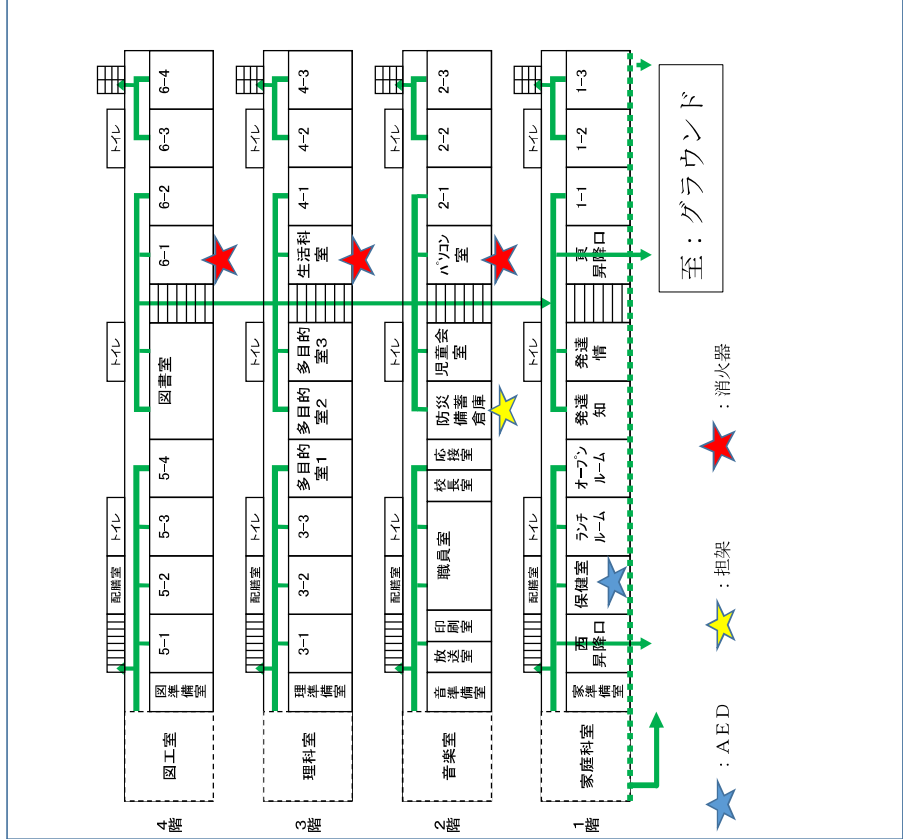 4階
図工室
図準備室
5-1
5-2
5-3
5-4
図書室
6-1
6-2
6-3
6-4
配膳室
トイレ
トイレ
トイレ
3階
理科室
理準備室
3-1
3-2
3-3
多目的
室1
多目的
室2
多目的
室3
生活科
室
4-1
4-2
4-3
配膳室
トイレ
トイレ
トイレ
2階
音楽室
音準備室
放送室
印刷室
職員室
校長室
応接室
防災
備蓄
倉庫
児童会
室
パソコン
室
2-1
2-2
2-3
配膳室
トイレ
トイレ
トイレ
1階
家庭科室
家準備室
西
昇降口
保健室
ランチ
ルーム
オープン
ルーム
発達
知
発達
情
東
昇降口
1-1
1-2
1-3
配膳室
トイレ
トイレ
トイレ
至：グラウンド
：AED
：担架
：消火器